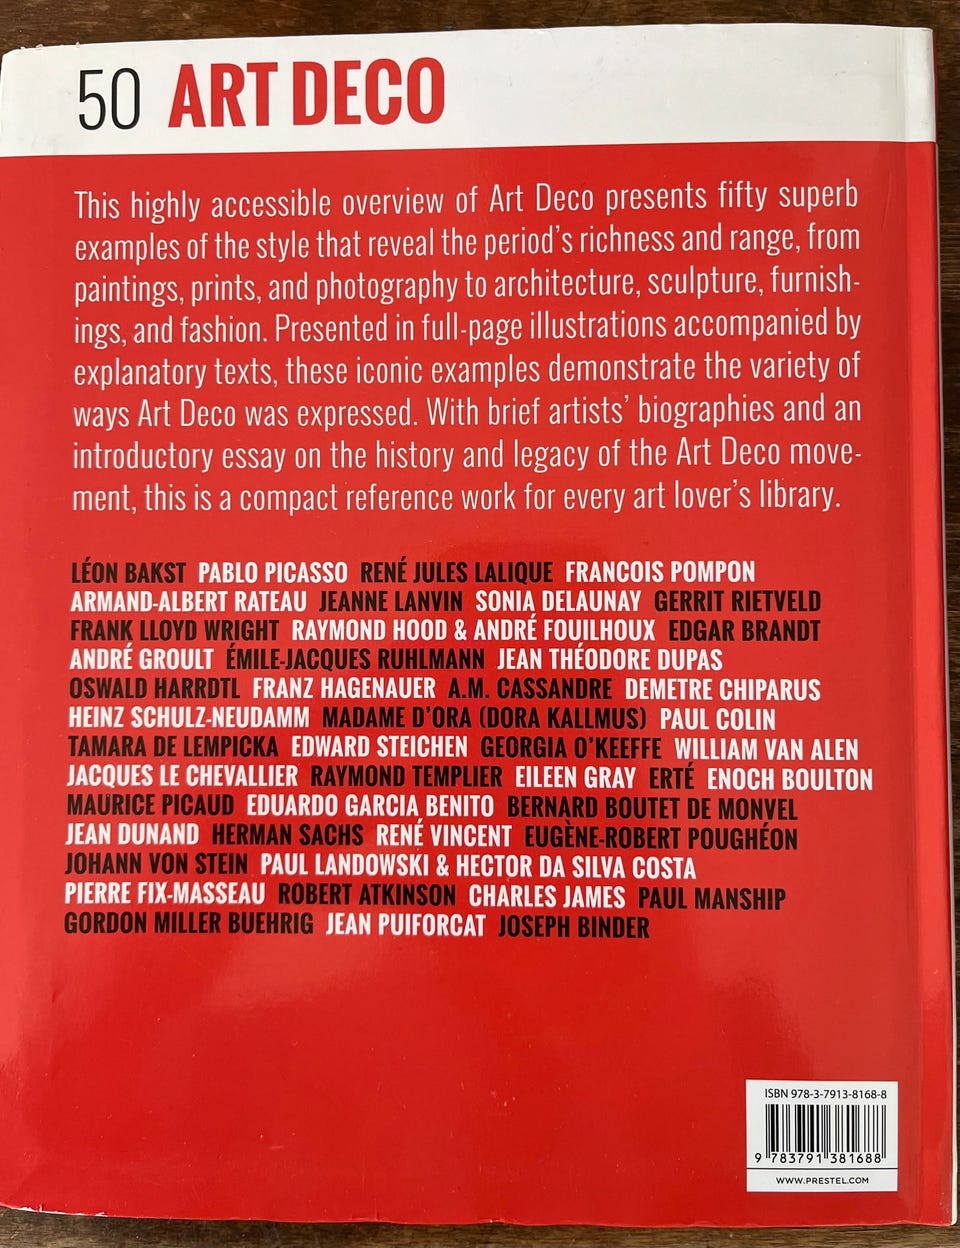 50 ART DECO
This highly accessible overview of Art Deco presents fifty superb
examples of the style that reveal the period's richness and range, from
paintings, prints, and photography to architecture, sculpture, furnish-
ings, and fashion. Presented in full-page illustrations accompanied by
explanatory texts, these iconic examples demonstrate the variety of
ways Art Deco was expressed. With brief artists' biographies and an
introductory essay on the history and legacy of the Art Deco move-
ment, this is a compact reference work for every art lover's library.
LÉON BAKST PABLO PICASSO RENÉ JULES LALIQUE FRANCOIS POMPON
ARMAND-ALBERT RATEAU JEANNE LANVIN SONIA DELAUNAY GERRIT RIETVELD
FRANK LLOYD WRIGHT RAYMOND HOOD & ANDRÉ FOUILHOUX EDGAR BRANDT
ANDRÉ GROULT ÉMILE-JACQUES RUHLMANN JEAN THÉODORE DUPAS
OSWALD HARRDTL FRANZ HAGENAUER A.M. CASSANDRE DEMETRE CHIPARUS
HEINZ SCHULZ-NEUDAMM MADAME D'ORA (DORA KALLMUS) PAUL COLIN
TAMARA DE LEMPICKA EDWARD STEICHEN GEORGIA O'KEEFFE WILLIAM VAN ALEN
JACQUES LE CHEVALLIER RAYMOND TEMPLIER EILEEN GRAY ERTÉ ENOCH BOULTON
MAURICE PICAUD EDUARDO GARCIA BENITO BERNARD BOUTET DE MONVEL
JEAN DUNAND HERMAN SACHS RENÉ VINCENT EUGÈNE-ROBERT POUGHÉON
JOHANN VON STEIN PAUL LANDOWSKI & HECTOR DA SILVA COSTA
PIERRE FIX-MASSEAU ROBERT ATKINSON CHARLES JAMES PAUL MANSHIP
GORDON MILLER BUEHRIG JEAN PUIFORCAT JOSEPH BINDER
ISBN 978-3-7913-8168-8
9 783791 381688
WWW.PRESTEL.COM